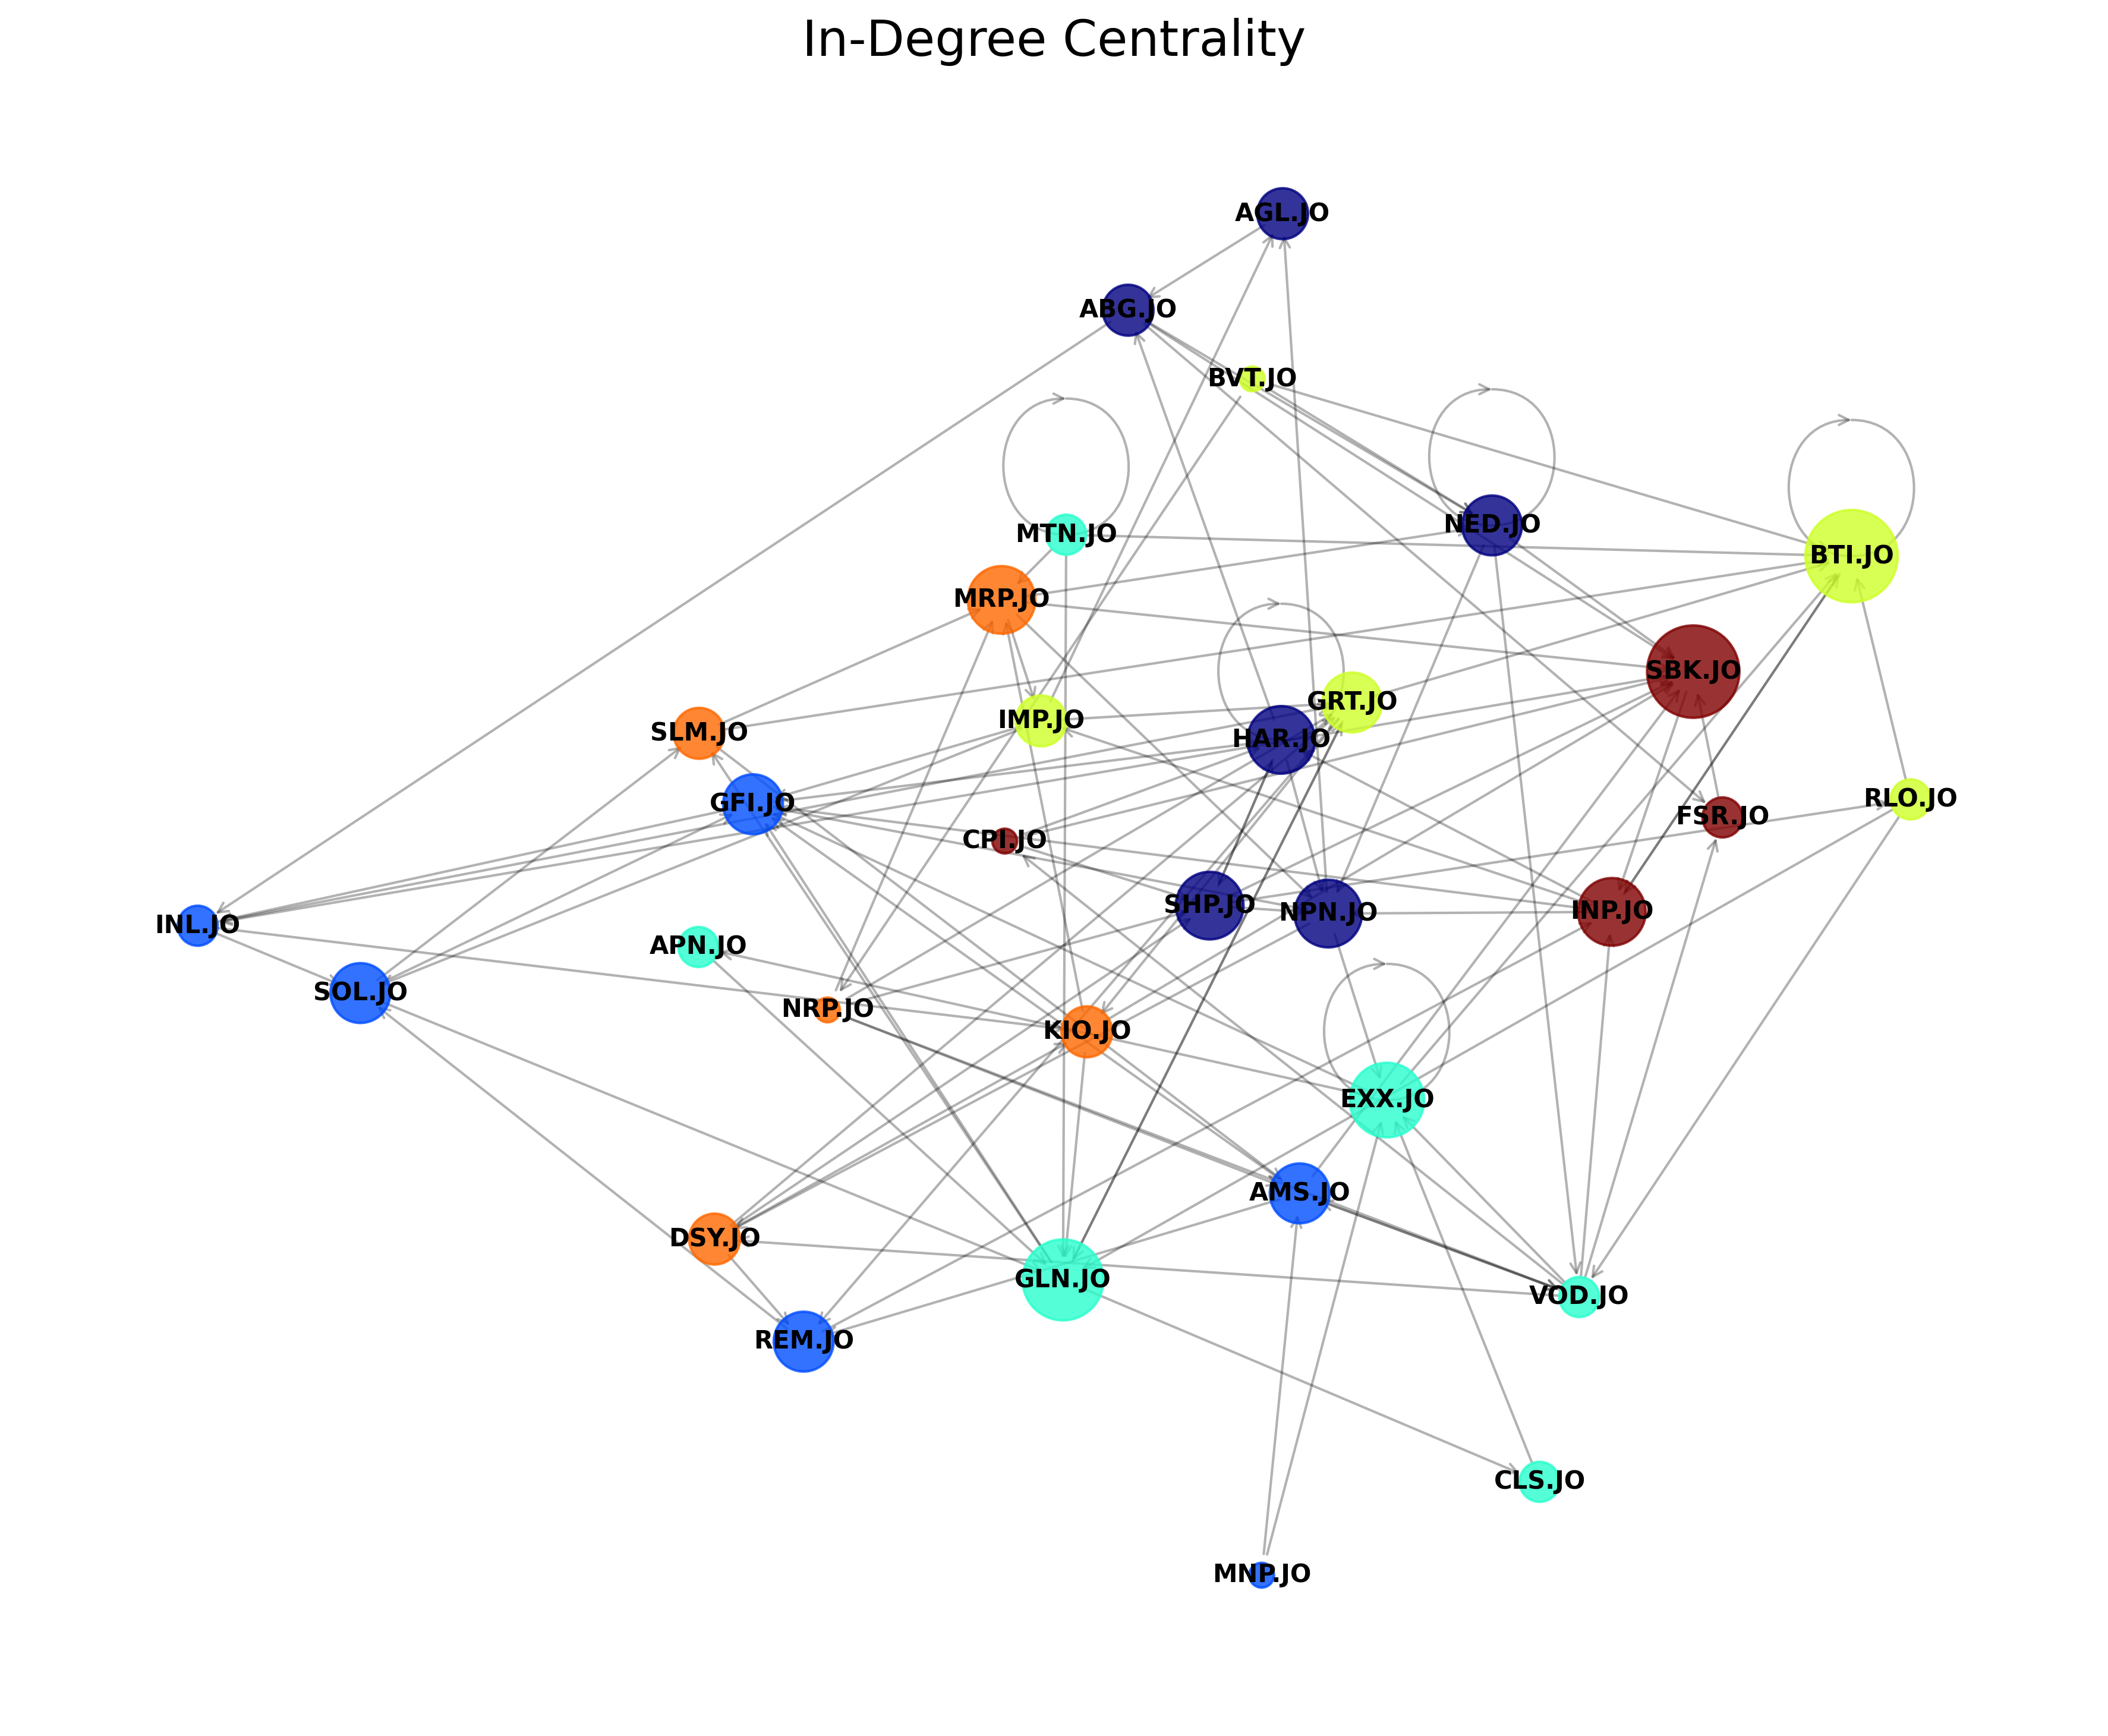 In-Degree Centrality
AGL.JO
ABG.JO
BVT.JO
NED.JO
MTN.JO
BTI.JO
MRP.JO
SBK.JO
GRT.JO
IMP.JO
SLM.JO
HAR.JO
RLO.JO
GFI.JO
FSR.JO
CPI.JO
SHP.JO
INP.JO
NPN.JO
INL.JO
APN.JO
SOL.JO
NRP.JO
KIO.JO
EXX.JO
AMS.JO
DSY.JO
GLN.JO
VOD.JO
REM.JO
CLS.JO
MNP.JO